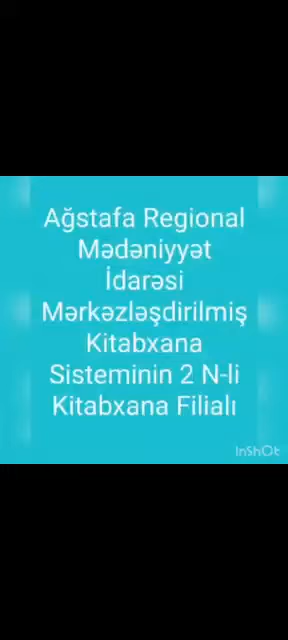 Ağstafa Regional
Mədəniyyət
İdarəsi
Mərkəzləşdirilmiş
Kitabxana
Sisteminin 2 N-li
Kitabxana Filialı
InShOt